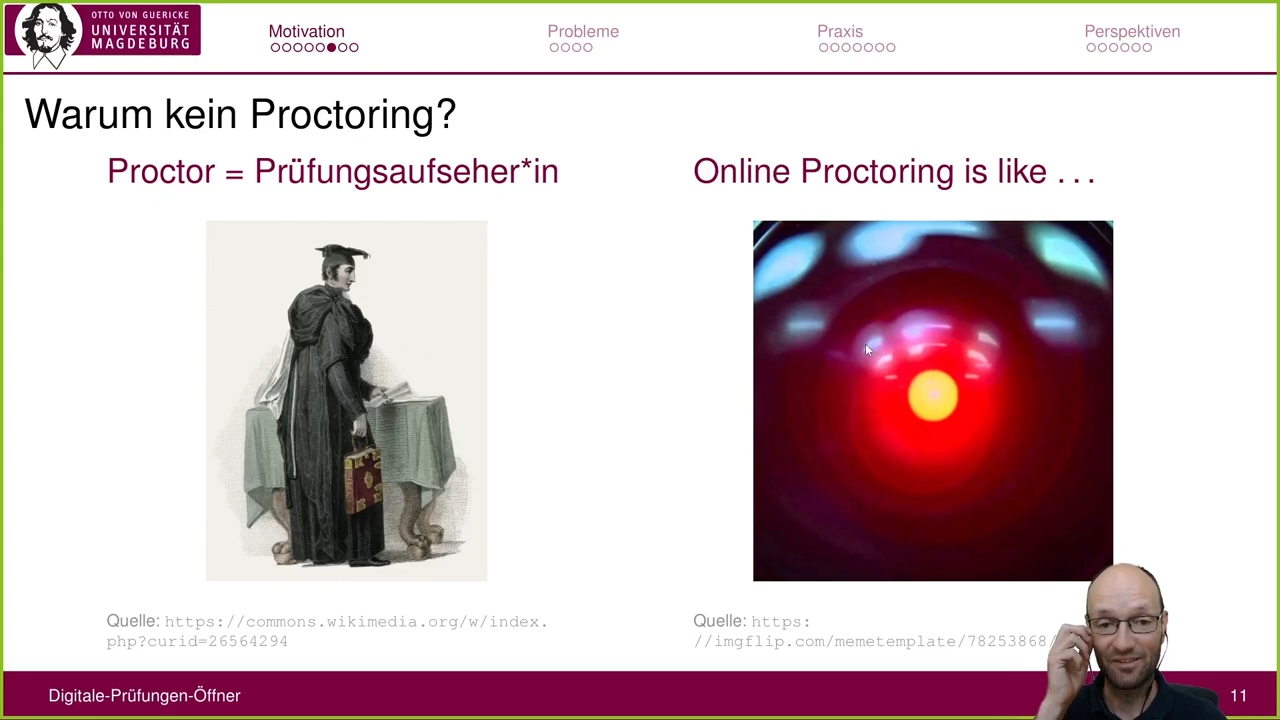 OTTO VON GUERICKE
UNIVERSITÄT
MAGDEBURG
Motivation
Probleme
Praxis
Perspektiven
Warum kein Proctoring?
Proctor = Prüfungsaufseher*in
Online Proctoring is like . . .
Quelle: https://commons.wikimedia.org/w/index.
php?curid=26564294
Quelle: https:
//imgflip.com/memetemplate/78253868/
Digitale-Prüfungen-Öffner
11